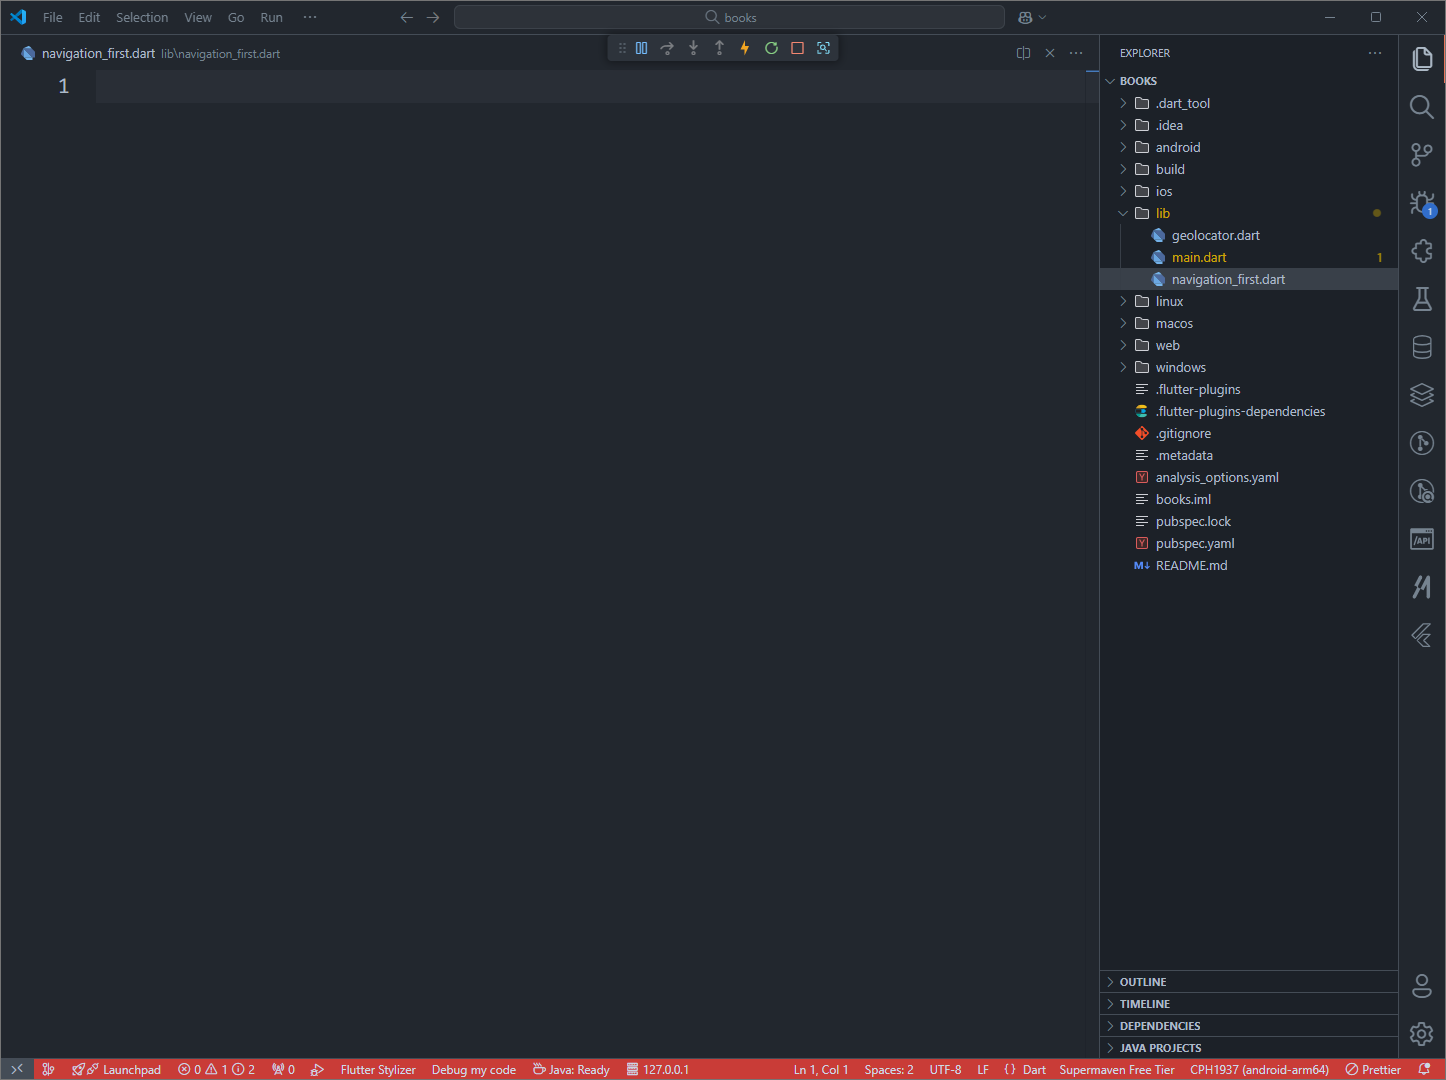 File Edit Selection View Go Run
books
navigation_first.dart lib\navigation_first.dart
1
EXPLORER
BOOKS
.dart_tool
.idea
android
build
ios
lib
geolocator.dart
main.dart 1
navigation_first.dart
linux
macos
web
windows
.flutter-plugins
.flutter-plugins-dependencies
.gitignore
.metadata
Y analysis_options.yaml
books.iml
pubspec.lock
Y pubspec.yaml
M↓ README.md
1
/API
OUTLINE
TIMELINE
DEPENDENCIES
JAVA PROJECTS
Launchpad 0 1 2 0 Flutter Stylizer Debug my code Java: Ready 127.0.0.1 Ln 1, Col 1 Spaces: 2 UTF-8 LF {} Dart Supermaven Free Tier CPH1937 (android-arm64) Prettier